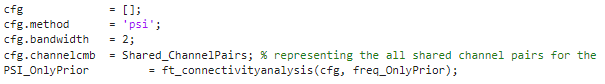 cfg = [];
cfg.method = 'psi';
cfg.bandwidth = 2;
cfg.channelcmb = Shared_ChannelPairs; % representing the all shared channel pairs for the
PSI_OnlyPrior = ft_connectivityanalysis(cfg, freq_OnlyPrior);